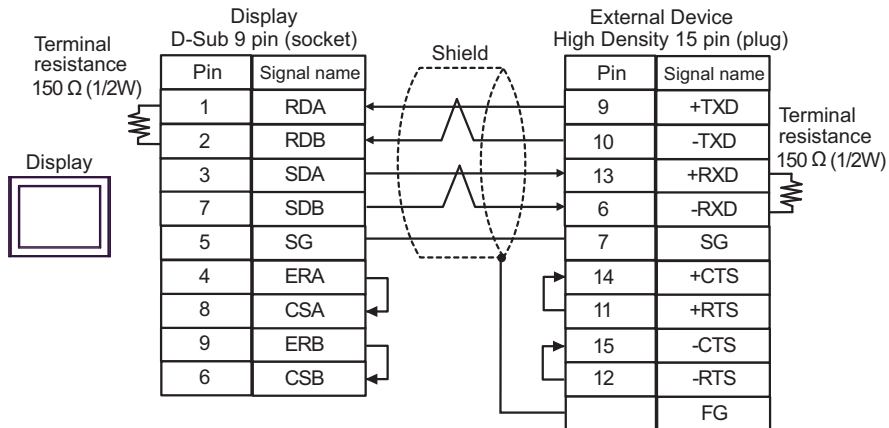 Display
D-Sub 9 pin (socket)
External Device
High Density 15 pin (plug)
Shield
Terminal
resistance
150 Ω (1/2W)
Display
Pin Signal name
1 RDA
2 RDB
3 SDA
7 SDB
5 SG
4 ERA
8 CSA
9 ERB
6 CSB
Pin Signal name
9 +TXD
10 -TXD
13 +RXD
6 -RXD
7 SG
14 +CTS
11 +RTS
15 -CTS
12 -RTS
FG
Terminal
resistance
150 Ω (1/2W)